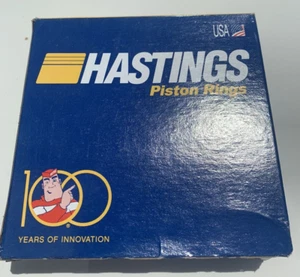 USA
HASTINGS
Piston Rings
100
YEARS OF INNOVATION